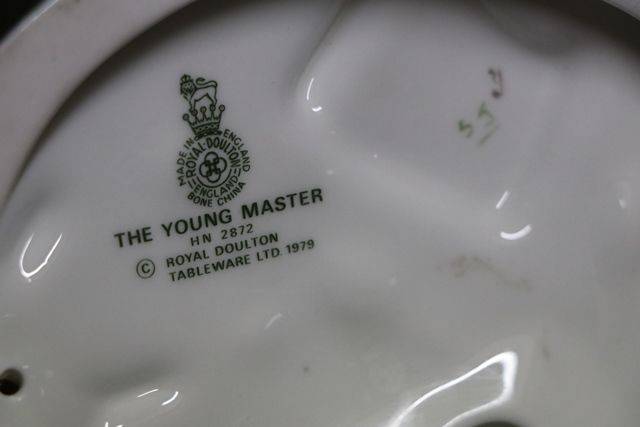 MADE IN ENGLAND
ROYAL·DOULTON
ENGLAND
BONE CHINA
THE YOUNG MASTER
HN 2872
© ROYAL DOULTON
TABLEWARE LTD. 1979